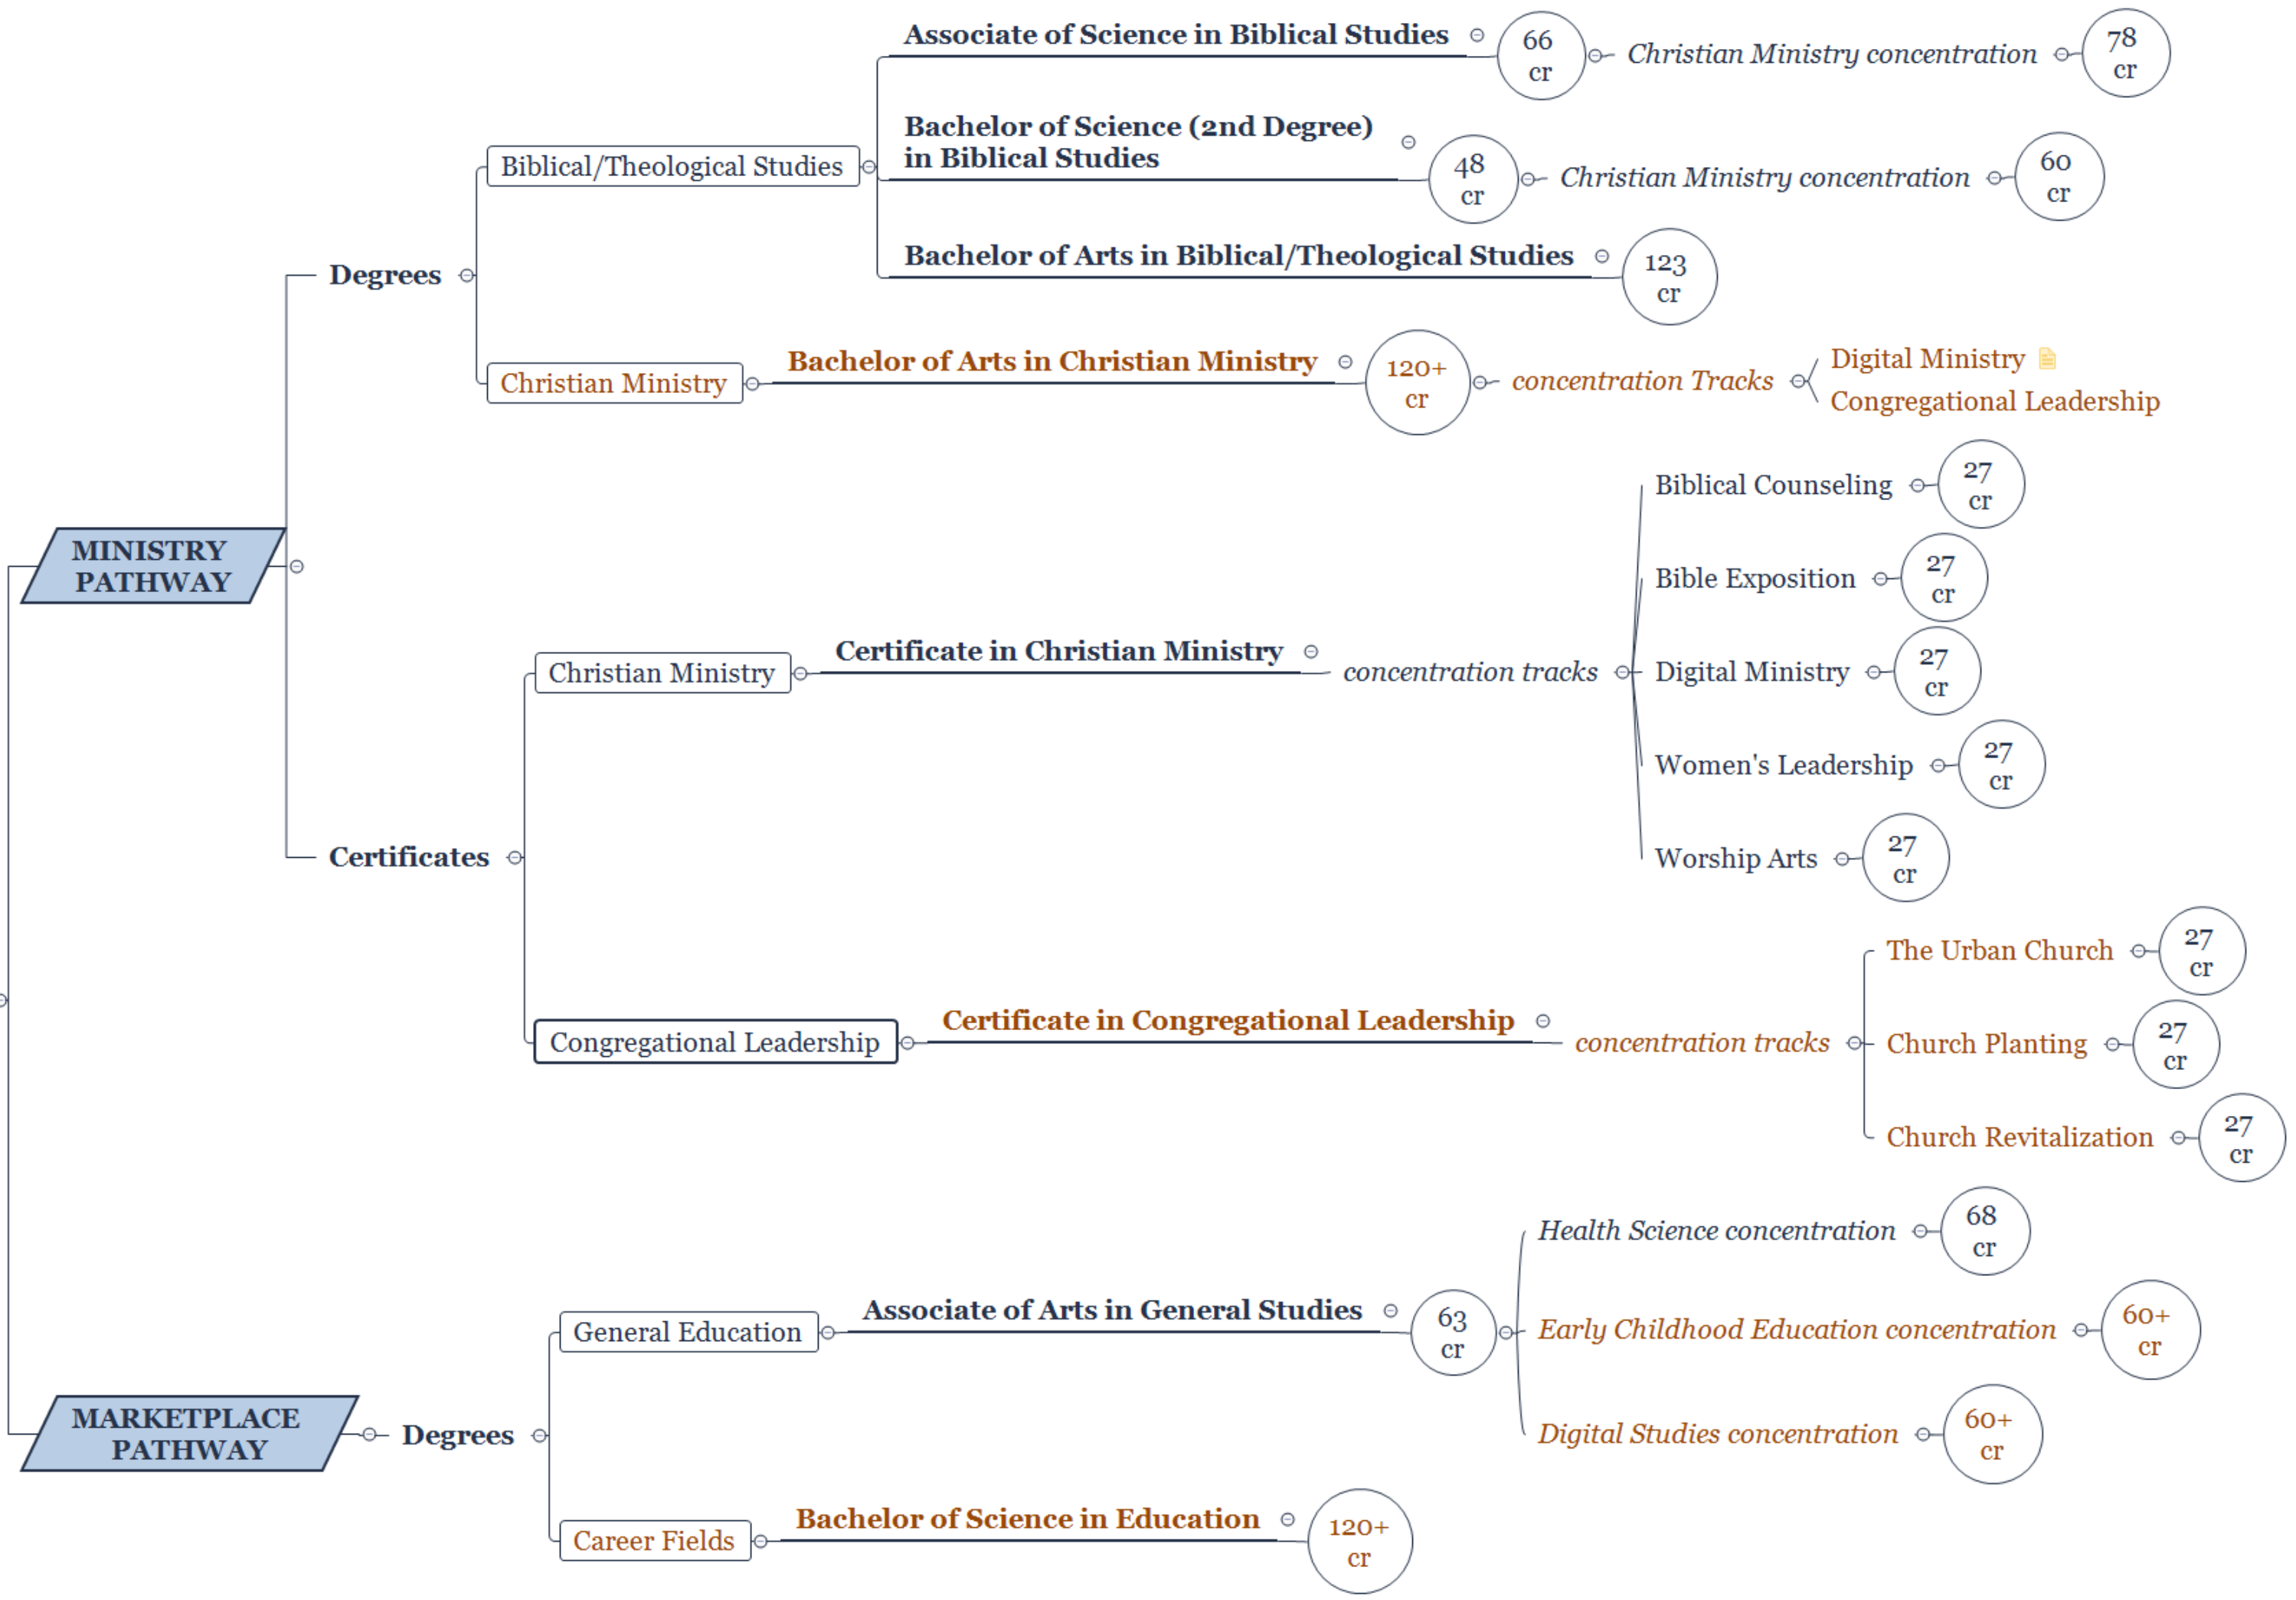 Associate of Science in Biblical Studies
66
cr
Christian Ministry concentration
78
cr
Bachelor of Science (2nd Degree)
in Biblical Studies
48
cr
Christian Ministry concentration
60
cr
Biblical/Theological Studies
Bachelor of Arts in Biblical/Theological Studies
123
cr
Degrees
Christian Ministry
Bachelor of Arts in Christian Ministry
120+
cr
concentration Tracks
Digital Ministry
Congregational Leadership
MINISTRY
PATHWAY
Biblical Counseling
27
cr
Bible Exposition
27
cr
Christian Ministry
Certificate in Christian Ministry
concentration tracks
Digital Ministry
27
cr
Women's Leadership
27
cr
Certificates
Worship Arts
27
cr
The Urban Church
27
cr
Congregational Leadership
Certificate in Congregational Leadership
concentration tracks
Church Planting
27
cr
Church Revitalization
27
cr
Health Science concentration
68
cr
General Education
Associate of Arts in General Studies
63
cr
Early Childhood Education concentration
60+
cr
MARKETPLACE
PATHWAY
Degrees
Digital Studies concentration
60+
cr
Career Fields
Bachelor of Science in Education
120+
cr